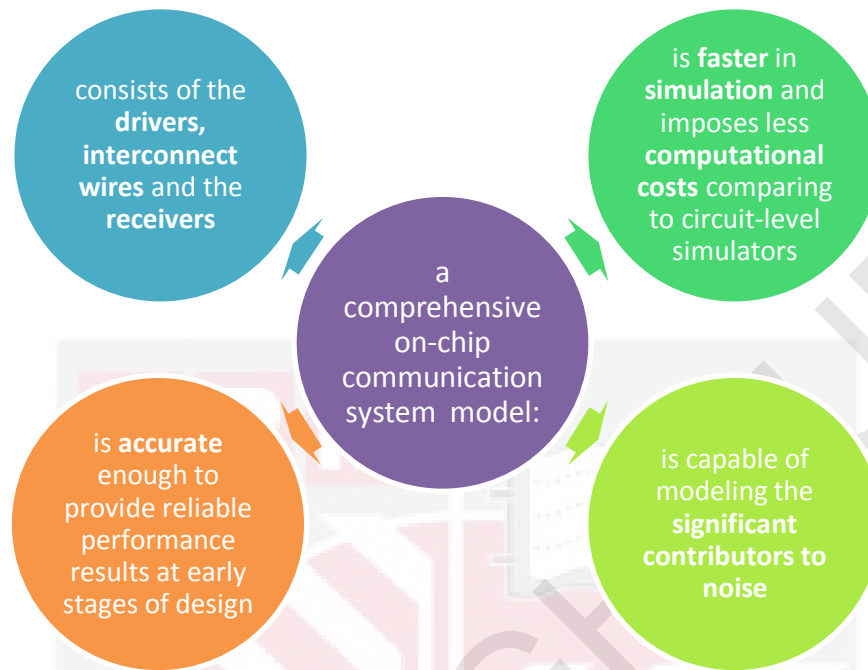 consists of the
drivers,
interconnect
wires and the
receivers
is faster in
simulation and
imposes less
computational
costs comparing
to circuit-level
simulators
a
comprehensive
on-chip
communication
system model:
is accurate
enough to
provide reliable
performance
results at early
stages of design
is capable of
modeling the
significant
contributors to
noise